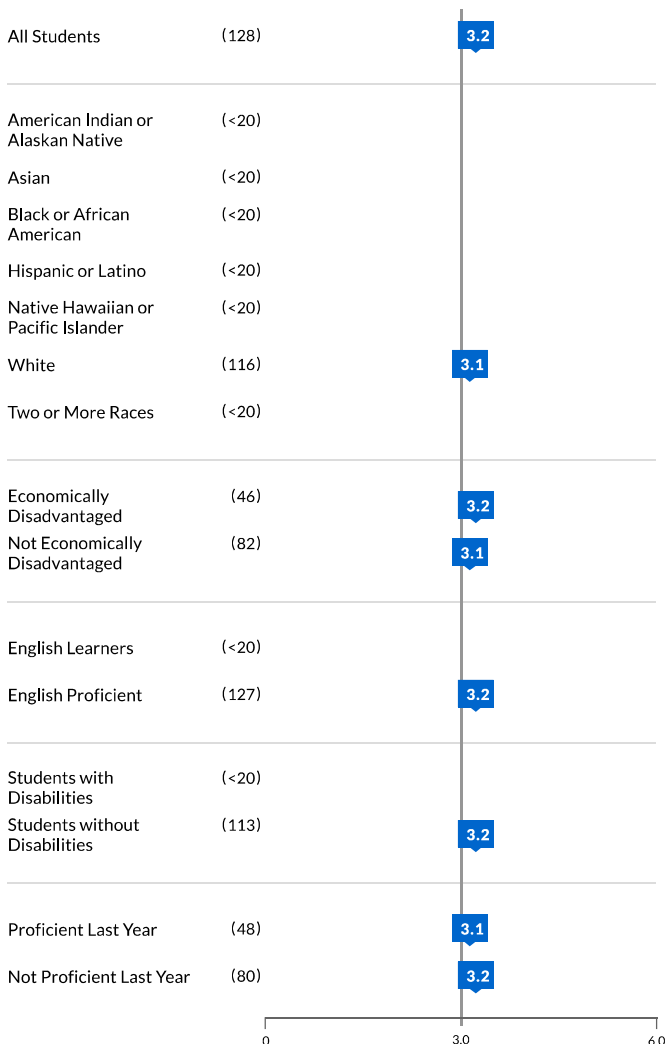 All Students (128) 3.2
American Indian or (<20)
Alaskan Native
Asian (<20)
Black or African (<20)
American
Hispanic or Latino (<20)
Native Hawaiian or (<20)
Pacific Islander
White (116) 3.1
Two or More Races (<20)
Economically (46) 3.2
Disadvantaged
Not Economically (82) 3.1
Disadvantaged
English Learners (<20)
English Proficient (127) 3.2
Students with (<20)
Disabilities
Students without (113) 3.2
Disabilities
Proficient Last Year (48) 3.1
Not Proficient Last Year (80) 3.2
0 3.0 6.0